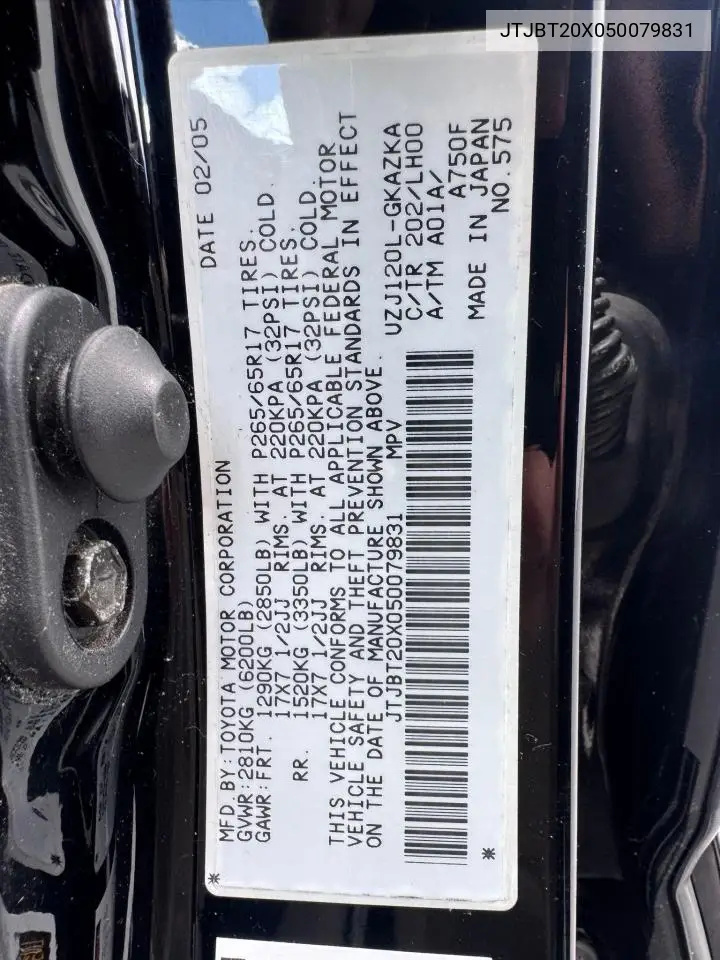 JTJBT20X050079831
DATE 02/05
MFD. BY: TOYOTA MOTOR CORPORATION
GVWR: 2810KG (6200LB)
GAWR: FRT. 1290KG (2850LB) WITH P265/65R17 TIRES.
17X7 1/2JJ RIMS. AT 220KPA (32PSI) COLD.
RR. 1520KG (3350LB) WITH P265/65R17 TIRES.
17X7 1/2JJ RIMS. AT 220KPA (32PSI) COLD.
THIS VEHICLE CONFORMS TO ALL APPLICABLE FEDERAL MOTOR
VEHICLE SAFETY AND THEFT PREVENTION STANDARDS IN EFFECT
ON THE DATE OF MANUFACTURE SHOWN ABOVE.
JTJBT20X050079831 MPV
UZJ120L-GKAZKA
C/TR 202/LH00
A/TM A01A/
A750F
MADE IN JAPAN
NO. 575
* *